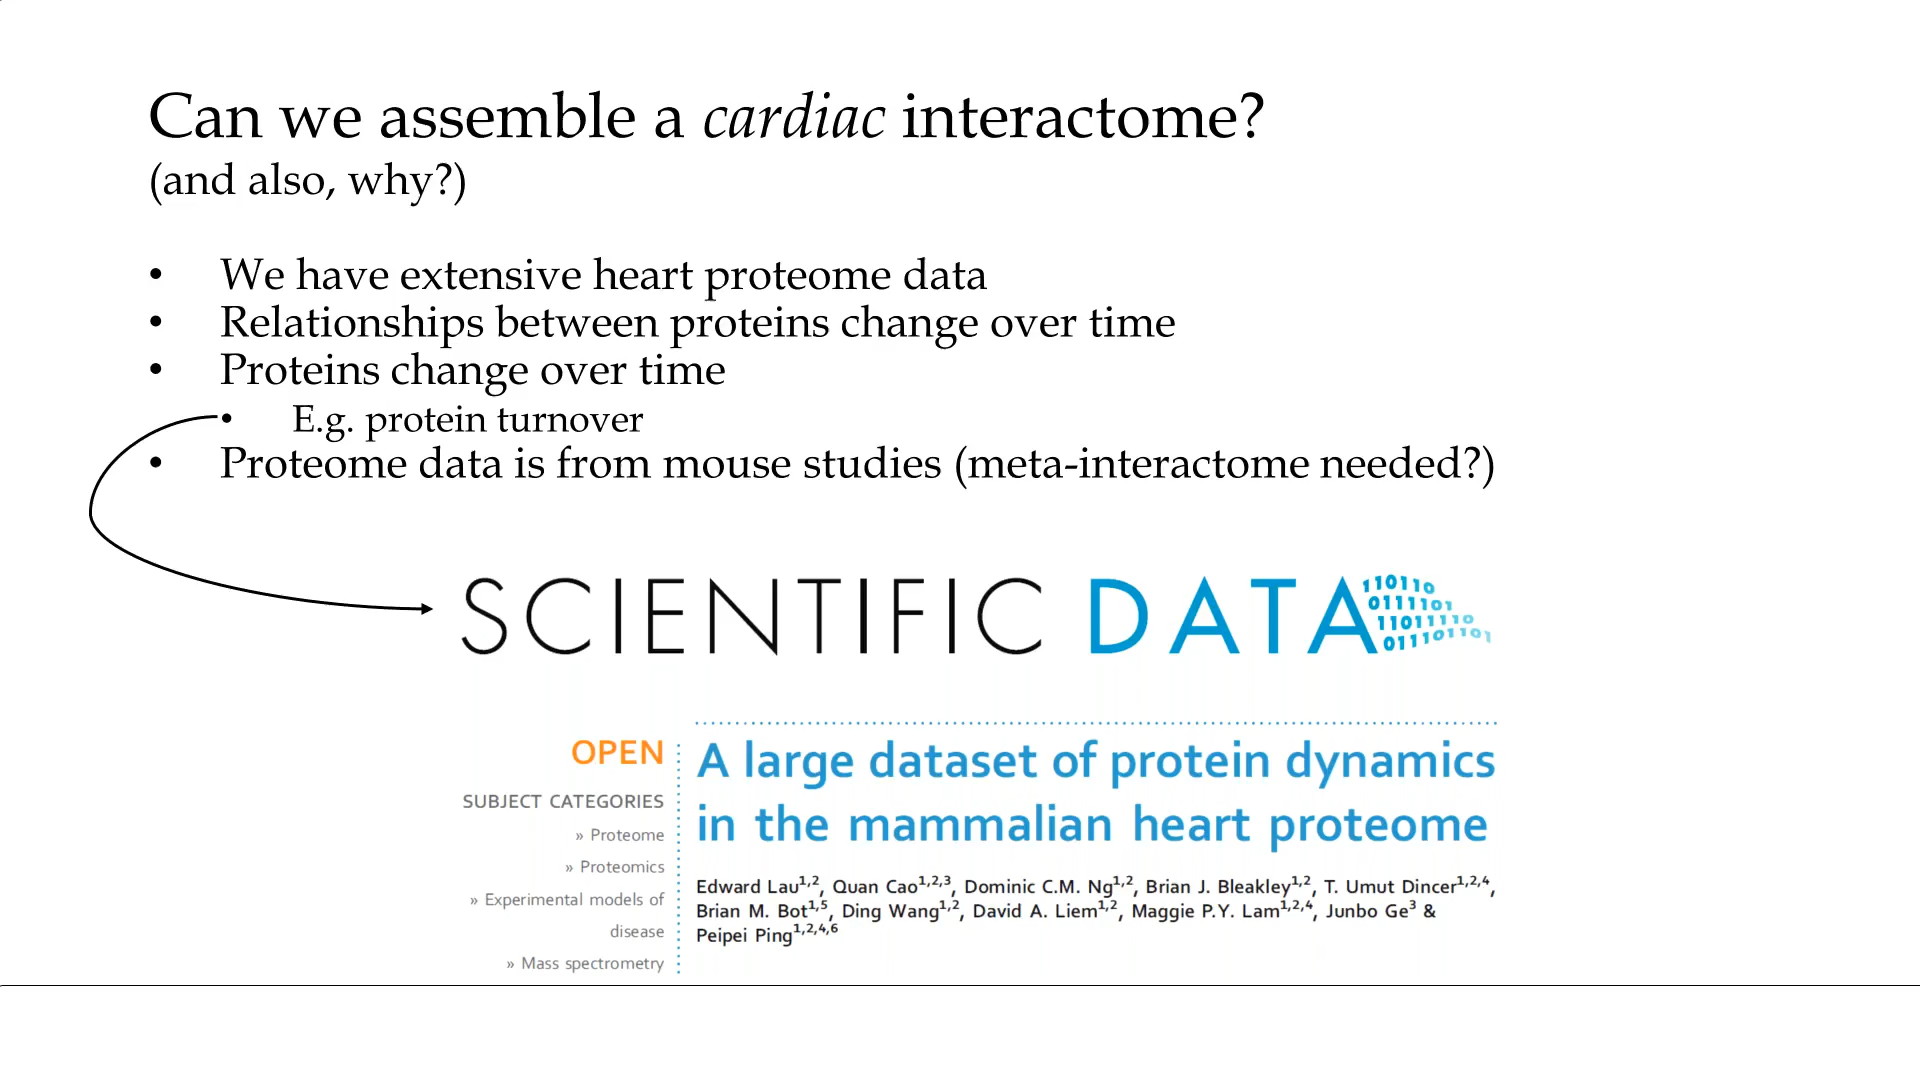 Can we assemble a cardiac interactome?
(and also, why?)
• We have extensive heart proteome data
• Relationships between proteins change over time
• Proteins change over time
• E.g. protein turnover
• Proteome data is from mouse studies (meta-interactome needed?)
SCIENTIFIC DATA
110110
0111101
11011110
011101101
OPEN
SUBJECT CATEGORIES
» Proteome
» Proteomics
» Experimental models of
disease
» Mass spectrometry
A large dataset of protein dynamics
in the mammalian heart proteome
Edward Lau1,2, Quan Cao1,2,3, Dominic C.M. Ng1,2, Brian J. Bleakley1,2, T. Umut Dincer1,2,4,
Brian M. Bot1,5, Ding Wang1,2, David A. Liem1,2, Maggie P.Y. Lam1,2,4, Junbo Ge3 &
Peipei Ping1,2,4,6